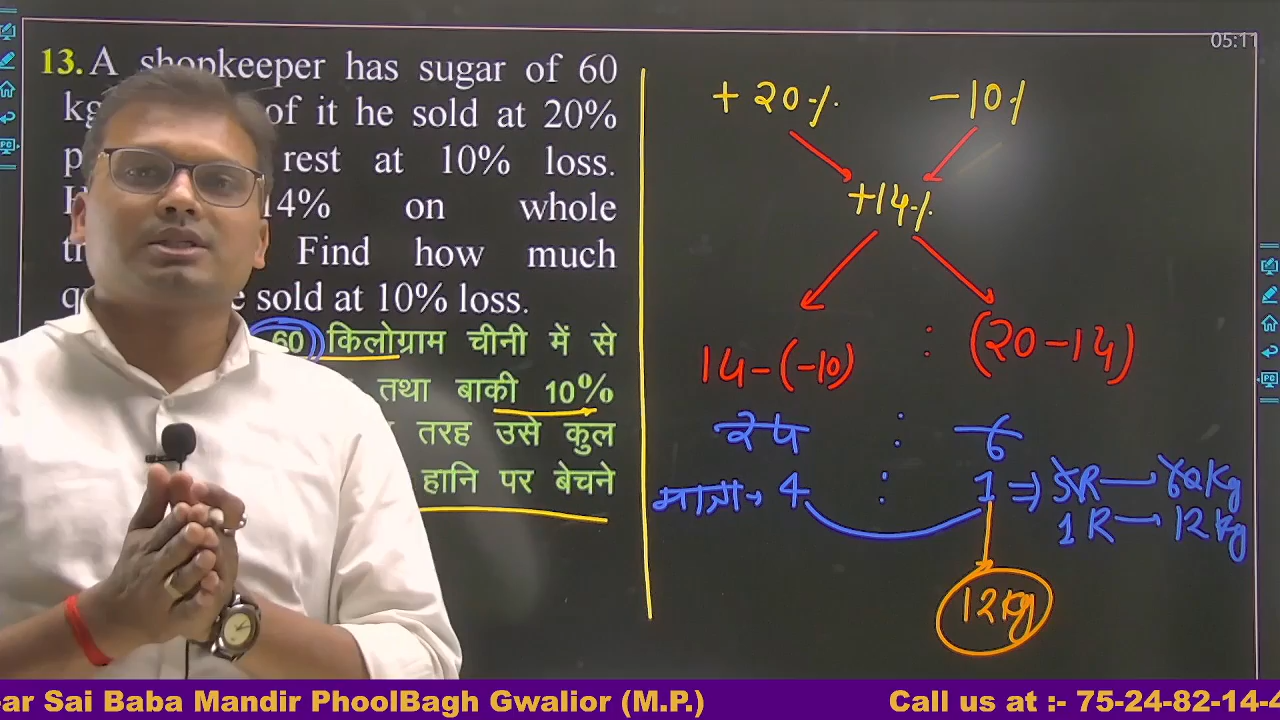 05:11
13. A shopkeeper has sugar of 60
of it he sold at 20%
rest at 10% loss.
14% on whole
Find how much
sold at 10% loss.
60 किलोग्राम चीनी में से
तथा बाकी 10%
तरह उसे कुल
हानि पर बेचने
+20% -10%
+14%
14-(-10) : (20-14)
24 : 6
मात्रा→ 4 : 1 ⇒ 5R — 60kg
1R — 12kg
12kg
Sai Baba Mandir PhoolBagh Gwalior (M.P.) Call us at :- 75-24-82-14-